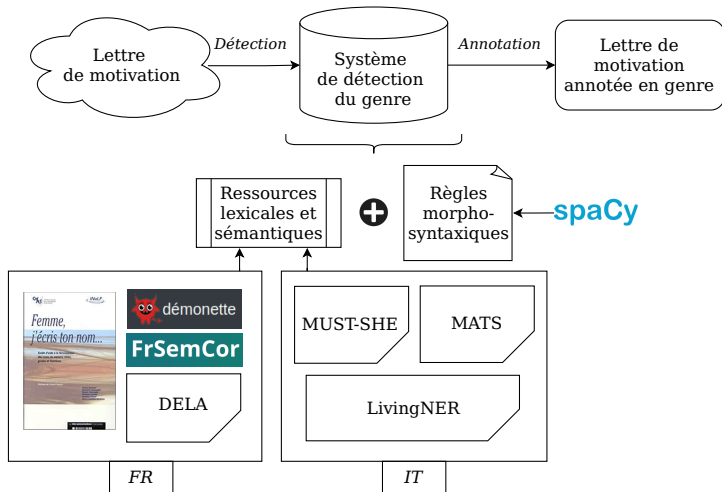 Lettre
de motivation
Détection
Système
de détection
du genre
Annotation
Lettre de
motivation
annotée en genre
Ressources
lexicales et
sémantiques
Règles
morpho-
syntaxiques
spaCy
Femme,
j'écris ton nom...
démonette
FrSemCor
DELA
FR
MUST-SHE
MATS
LivingNER
IT